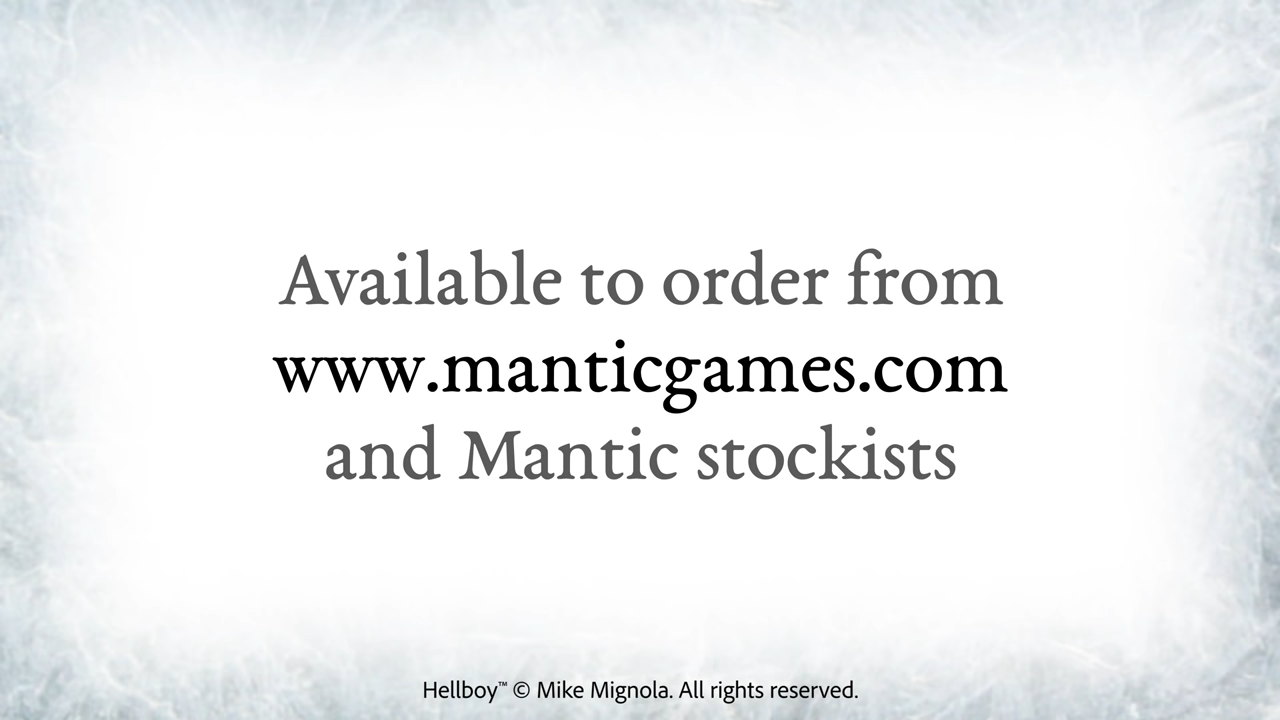 Available to order from
www.manticgames.com
and Mantic stockists
Hellboy™ © Mike Mignola. All rights reserved.